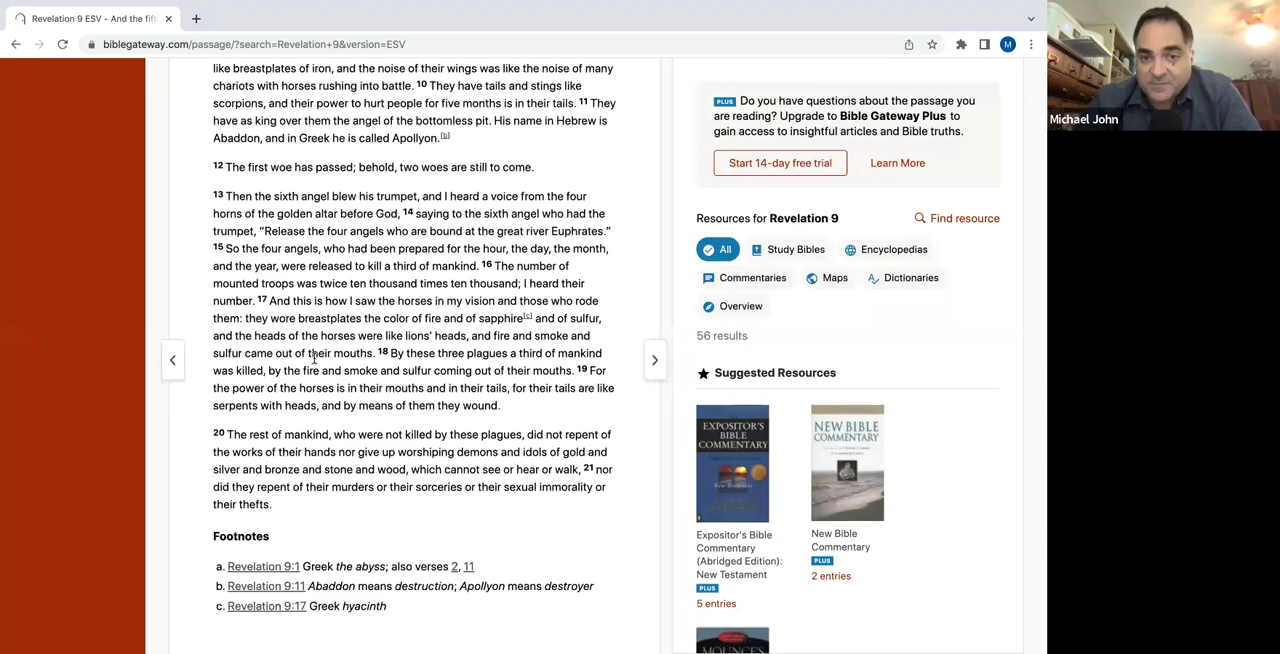 Revelation 9 ESV - And the fift
biblegateway.com/passage/?search=Revelation+9&version=ESV
M
like breastplates of iron, and the noise of their wings was like the noise of many
chariots with horses rushing into battle. 10 They have tails and stings like
scorpions, and their power to hurt people for five months is in their tails. 11 They
have as king over them the angel of the bottomless pit. His name in Hebrew is
Abaddon, and in Greek he is called Apollyon.[b]
12 The first woe has passed; behold, two woes are still to come.
13 Then the sixth angel blew his trumpet, and I heard a voice from the four
horns of the golden altar before God, 14 saying to the sixth angel who had the
trumpet, “Release the four angels who are bound at the great river Euphrates.”
15 So the four angels, who had been prepared for the hour, the day, the month,
and the year, were released to kill a third of mankind. 16 The number of
mounted troops was twice ten thousand times ten thousand; I heard their
number. 17 And this is how I saw the horses in my vision and those who rode
them: they wore breastplates the color of fire and of sapphire[c] and of sulfur,
and the heads of the horses were like lions' heads, and fire and smoke and
sulfur came out of their mouths. 18 By these three plagues a third of mankind
was killed, by the fire and smoke and sulfur coming out of their mouths. 19 For
the power of the horses is in their mouths and in their tails, for their tails are like
serpents with heads, and by means of them they wound.
20 The rest of mankind, who were not killed by these plagues, did not repent of
the works of their hands nor give up worshiping demons and idols of gold and
silver and bronze and stone and wood, which cannot see or hear or walk, 21 nor
did they repent of their murders or their sorceries or their sexual immorality or
their thefts.
Footnotes
a. Revelation 9:1 Greek the abyss; also verses 2, 11
b. Revelation 9:11 Abaddon means destruction; Apollyon means destroyer
c. Revelation 9:17 Greek hyacinth
PLUS Do you have questions about the passage you
are reading? Upgrade to Bible Gateway Plus to
gain access to insightful articles and Bible truths.
Start 14-day free trial Learn More
Resources for Revelation 9 Find resource
All Study Bibles Encyclopedias
Commentaries Maps Dictionaries
Overview
56 results
Suggested Resources
EXPOSITOR'S
BIBLE
COMMENTARY
NEW BIBLE
COMMENTARY
Expositor's Bible
Commentary
(Abridged Edition):
New Testament
PLUS
5 entries
New Bible
Commentary
PLUS
2 entries
MOUNCE'S
Michael John